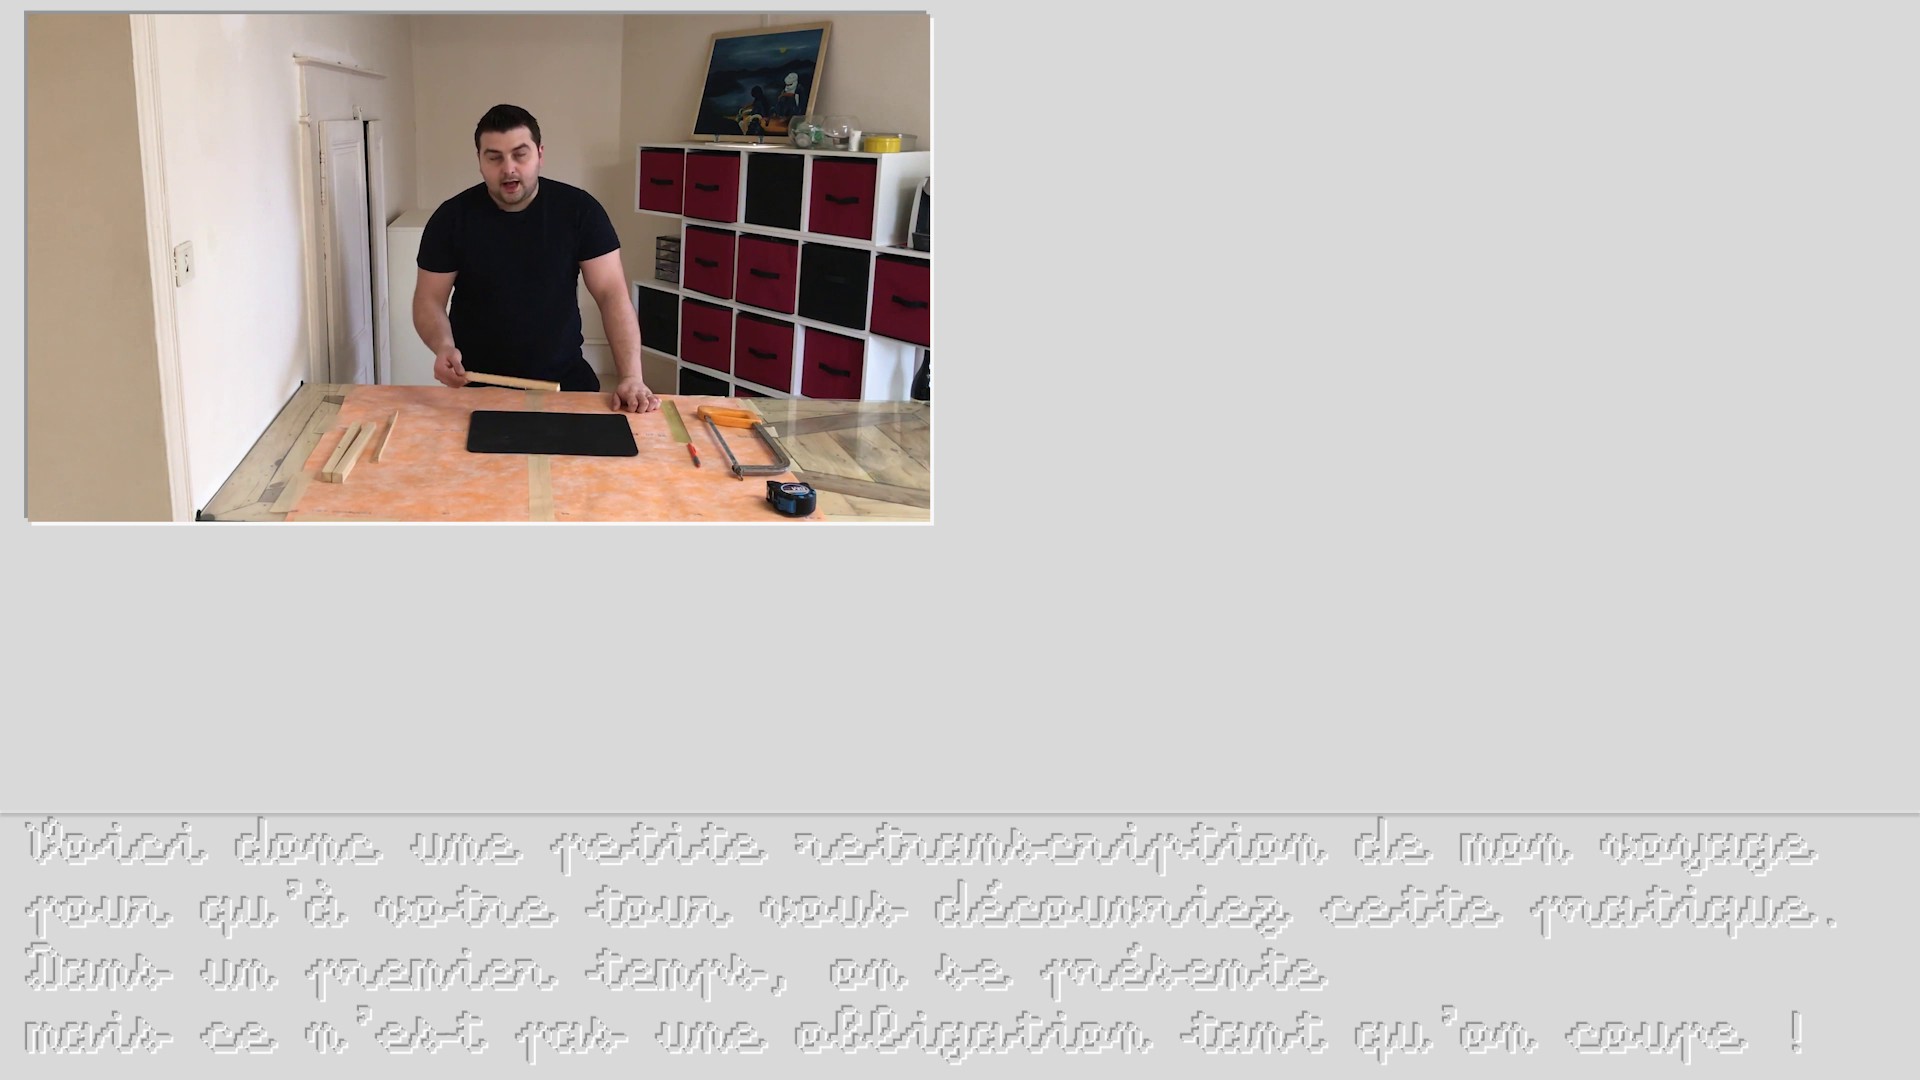 Voici donc une petite retranscription de mon voyage
pour qu'à votre tour vous découvriez cette pratique.
Dans un premier temps, on se présente
mais ce n'est pas une obligation tant qu'on coupe !